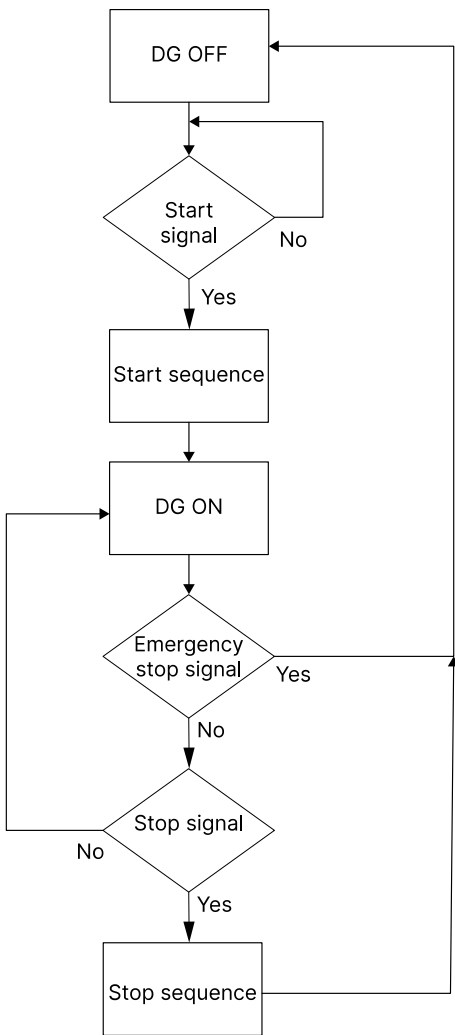 DG OFF
Start
signal
No
Yes
Start sequence
DG ON
Emergency
stop signal
Yes
No
Stop signal
No
Yes
Stop sequence